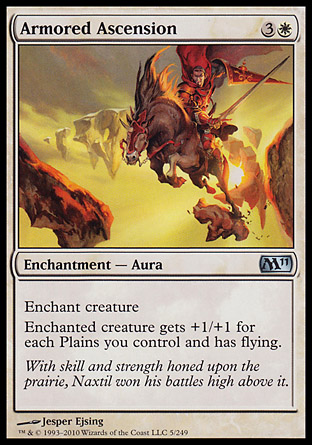 Armored Ascension 3
Enchantment — Aura
M11
Enchant creature
Enchanted creature gets +1/+1 for
each Plains you control and has flying.
With skill and strength honed upon the
prairie, Naxtil won his battles high above it.
Jesper Ejsing
™ & © 1993–2010 Wizards of the Coast LLC 5/249